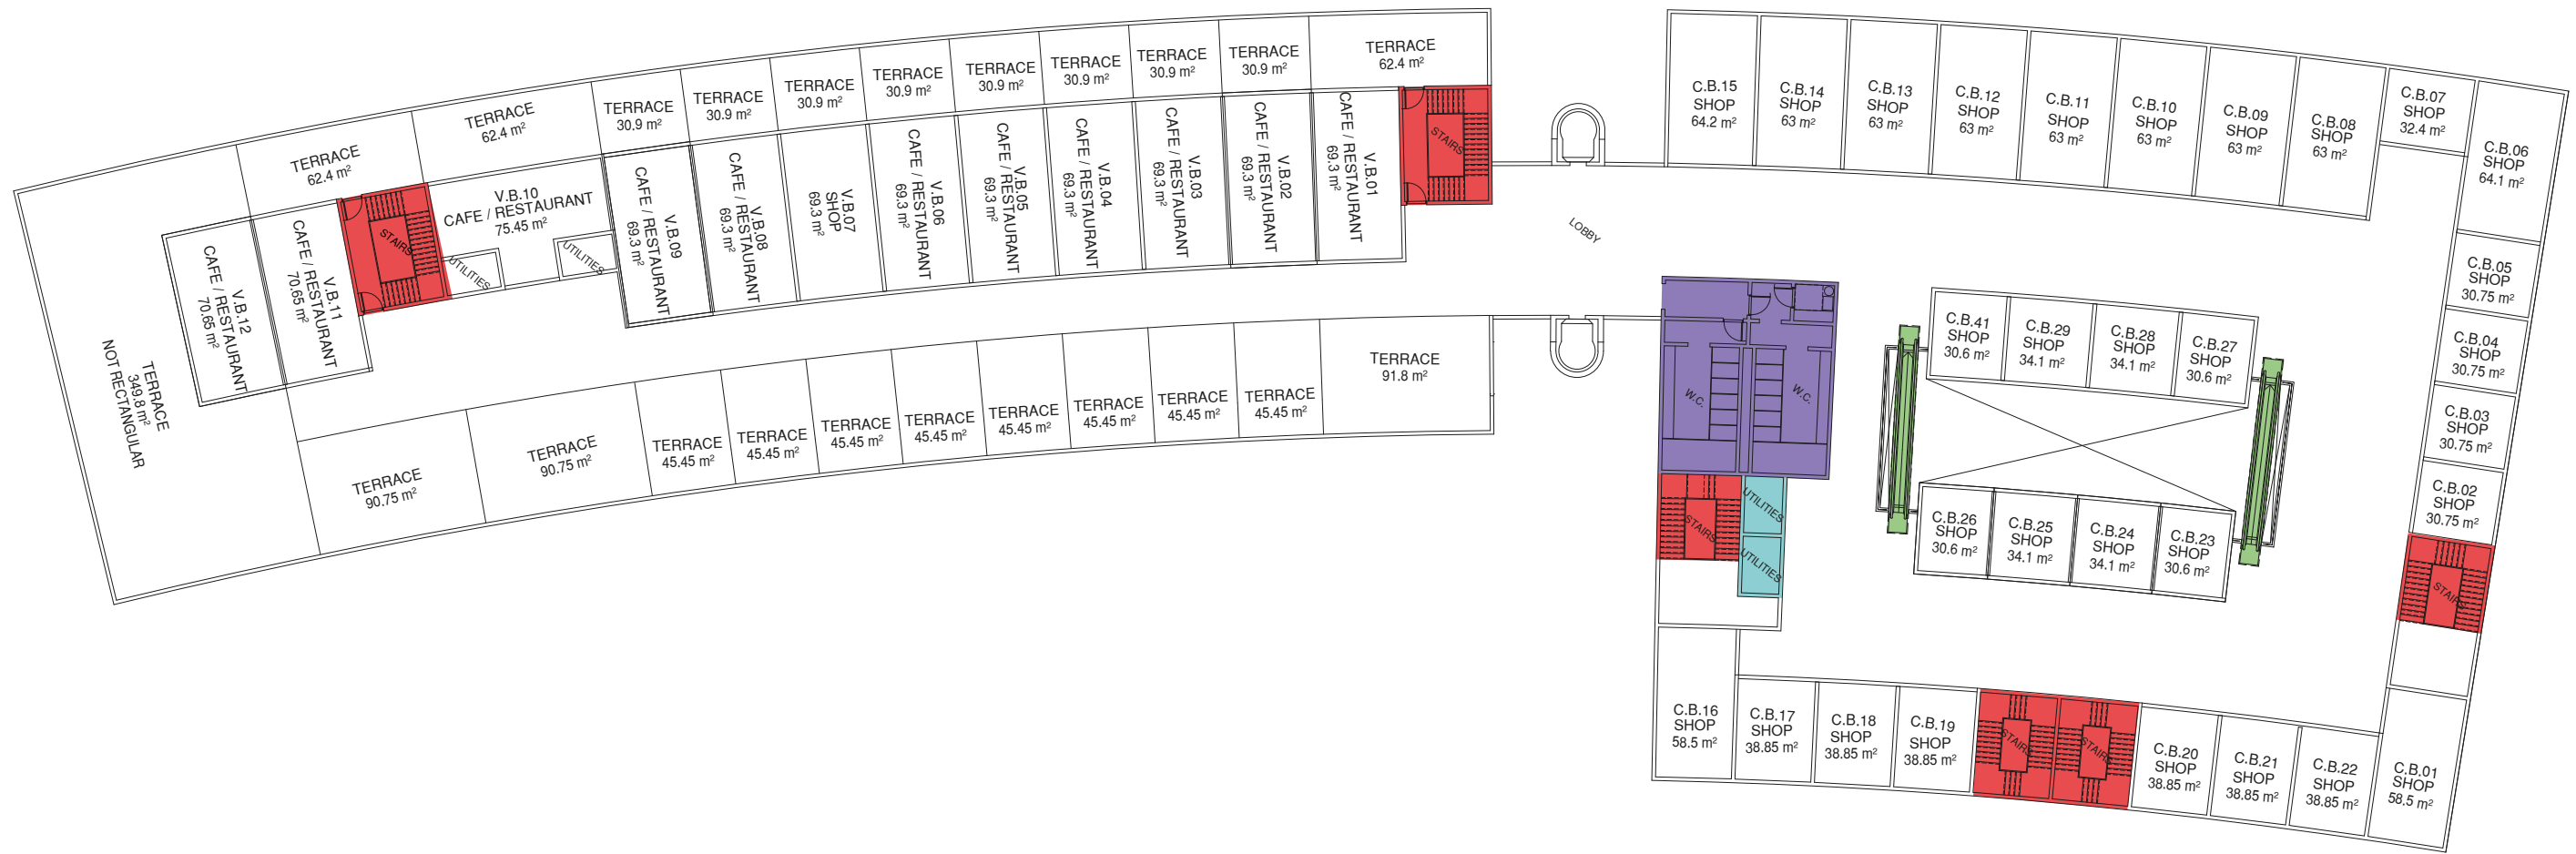 TERRACE
62.4 m²
TERRACE
62.4 m²
TERRACE
30.9 m²
TERRACE
30.9 m²
TERRACE
30.9 m²
TERRACE
30.9 m²
TERRACE
30.9 m²
TERRACE
30.9 m²
TERRACE
30.9 m²
TERRACE
30.9 m²
TERRACE
62.4 m²
TERRACE
349.8 m²
NOT RECTANGULAR
V.B.12
CAFE / RESTAURANT
70.65 m²
V.B.11
CAFE / RESTAURANT
70.65 m²
STAIRS
V.B.10
CAFE / RESTAURANT
75.45 m²
UTILITIES
UTILITIES
V.B.09
CAFE / RESTAURANT
69.3 m²
V.B.08
CAFE / RESTAURANT
69.3 m²
V.B.07
SHOP
69.3 m²
V.B.06
CAFE / RESTAURANT
69.3 m²
V.B.05
CAFE / RESTAURANT
69.3 m²
V.B.04
CAFE / RESTAURANT
69.3 m²
V.B.03
CAFE / RESTAURANT
69.3 m²
V.B.02
CAFE / RESTAURANT
69.3 m²
V.B.01
CAFE / RESTAURANT
69.3 m²
STAIRS
TERRACE
90.75 m²
TERRACE
90.75 m²
TERRACE
45.45 m²
TERRACE
45.45 m²
TERRACE
45.45 m²
TERRACE
45.45 m²
TERRACE
45.45 m²
TERRACE
45.45 m²
TERRACE
45.45 m²
TERRACE
45.45 m²
TERRACE
91.8 m²
LOBBY
C.B.15
SHOP
64.2 m²
C.B.14
SHOP
63 m²
C.B.13
SHOP
63 m²
C.B.12
SHOP
63 m²
C.B.11
SHOP
63 m²
C.B.10
SHOP
63 m²
C.B.09
SHOP
63 m²
C.B.08
SHOP
63 m²
C.B.07
SHOP
32.4 m²
C.B.06
SHOP
64.1 m²
C.B.05
SHOP
30.75 m²
C.B.04
SHOP
30.75 m²
C.B.03
SHOP
30.75 m²
C.B.02
SHOP
30.75 m²
STAIRS
C.B.41
SHOP
30.6 m²
C.B.29
SHOP
34.1 m²
C.B.28
SHOP
34.1 m²
C.B.27
SHOP
30.6 m²
C.B.26
SHOP
30.6 m²
C.B.25
SHOP
34.1 m²
C.B.24
SHOP
34.1 m²
C.B.23
SHOP
30.6 m²
W.C.
W.C.
STAIRS
UTILITIES
UTILITIES
C.B.16
SHOP
58.5 m²
C.B.17
SHOP
38.85 m²
C.B.18
SHOP
38.85 m²
C.B.19
SHOP
38.85 m²
STAIRS
STAIRS
C.B.20
SHOP
38.85 m²
C.B.21
SHOP
38.85 m²
C.B.22
SHOP
38.85 m²
C.B.01
SHOP
58.5 m²